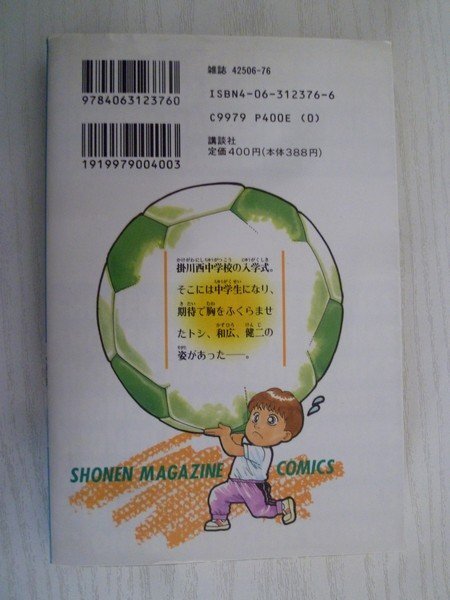 9784063123760
1919979004003
雑誌 42506-76
ISBN4-06-312376-6
C9979 P400E (0)
講談社
定価400円(本体388円)
掛川西中学校の入学式。
そこには中学生になり、
期待で胸をふくらませ
たトシ、和広、健二の
姿があった──。
SHONEN MAGAZINE COMICS